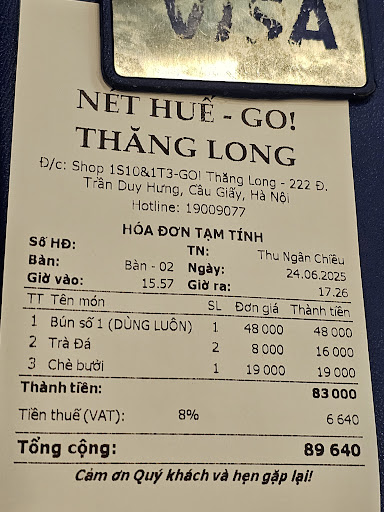 VISA
NÉT HUẾ - GO!
THĂNG LONG
Đ/c: Shop 1S10&1T3-GO! Thăng Long - 222 Đ.
Trần Duy Hưng, Cầu Giấy, Hà Nội
Hotline: 19009077
HÓA ĐƠN TẠM TÍNH
Số HĐ: TN: Thu Ngân Chiều
Bàn: Bàn - 02 Ngày: 24.06.2025
Giờ vào: 15.57 Giờ ra: 17.26
TT Tên món SL Đơn giá Thành tiền
1 Bún số 1 (DÙNG LUÔN) 1 48 000 48 000
2 Trà Đá 2 8 000 16 000
3 Chè bưởi 1 19 000 19 000
Thành tiền: 83 000
Tiền thuế (VAT): 8% 6 640
Tổng cộng: 89 640
Cảm ơn Quý khách và hẹn gặp lại!